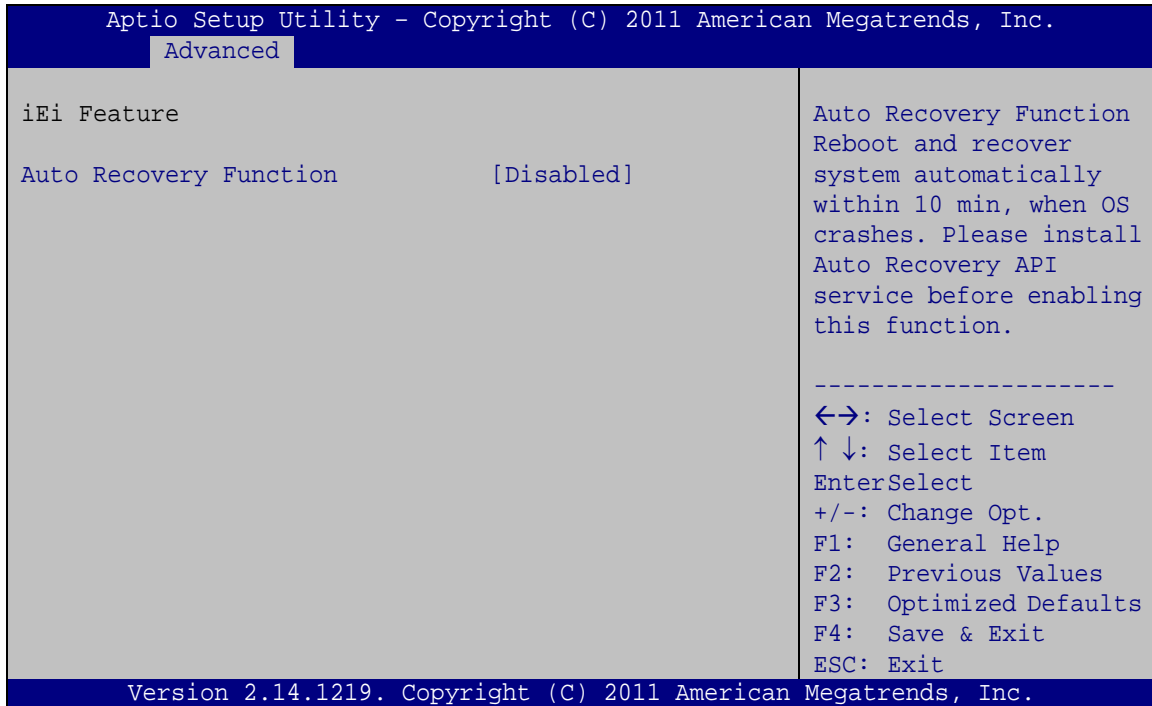 Aptio Setup Utility – Copyright (C) 2011 American Megatrends, Inc.
Advanced
iEi Feature
Auto Recovery Function [Disabled]
Auto Recovery Function
Reboot and recover
system automatically
within 10 min, when OS
crashes. Please install
Auto Recovery API
service before enabling
this function.
---------------------
←→: Select Screen
↑ ↓: Select Item
EnterSelect
+/-: Change Opt.
F1: General Help
F2: Previous Values
F3: Optimized Defaults
F4: Save & Exit
ESC: Exit
Version 2.14.1219. Copyright (C) 2011 American Megatrends, Inc.